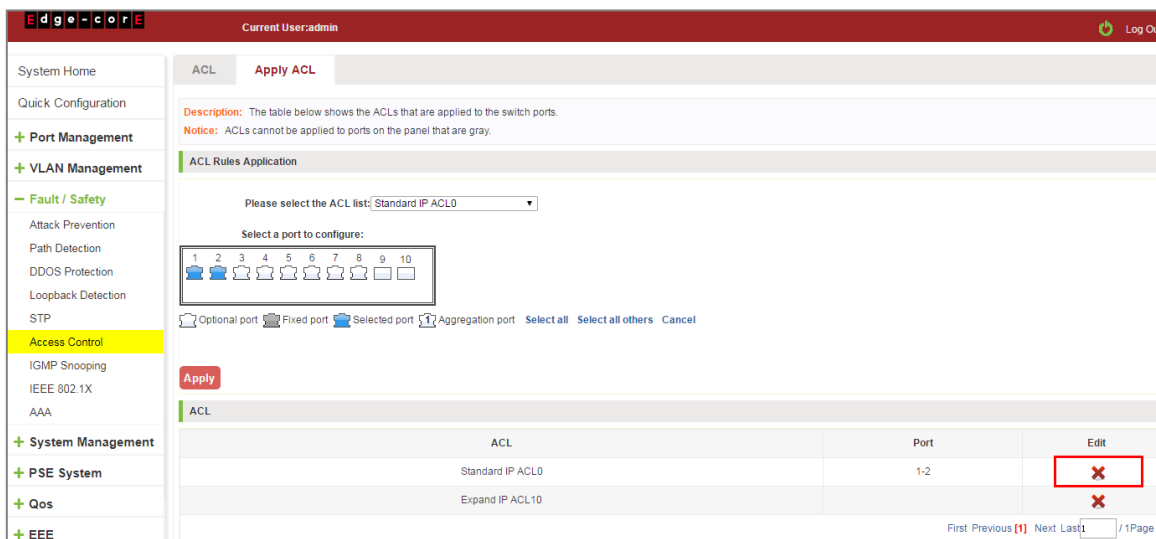 Edge-corE
Current User:admin
Log Ou
System Home
Quick Configuration
+ Port Management
+ VLAN Management
− Fault / Safety
Attack Prevention
Path Detection
DDOS Protection
Loopback Detection
STP
Access Control
IGMP Snooping
IEEE 802.1X
AAA
+ System Management
+ PSE System
+ Qos
+ EEE
ACL Apply ACL
Description: The table below shows the ACLs that are applied to the switch ports.
Notice: ACLs cannot be applied to ports on the panel that are gray.
ACL Rules Application
Please select the ACL list: Standard IP ACL0
Select a port to configure:
1 2 3 4 5 6 7 8 9 10
Optional port Fixed port Selected port 1 Aggregation port Select all Select all others Cancel
Apply
ACL
ACL Port Edit
Standard IP ACL0 1-2
Expand IP ACL10
First Previous [1] Next Last 1 / 1Page